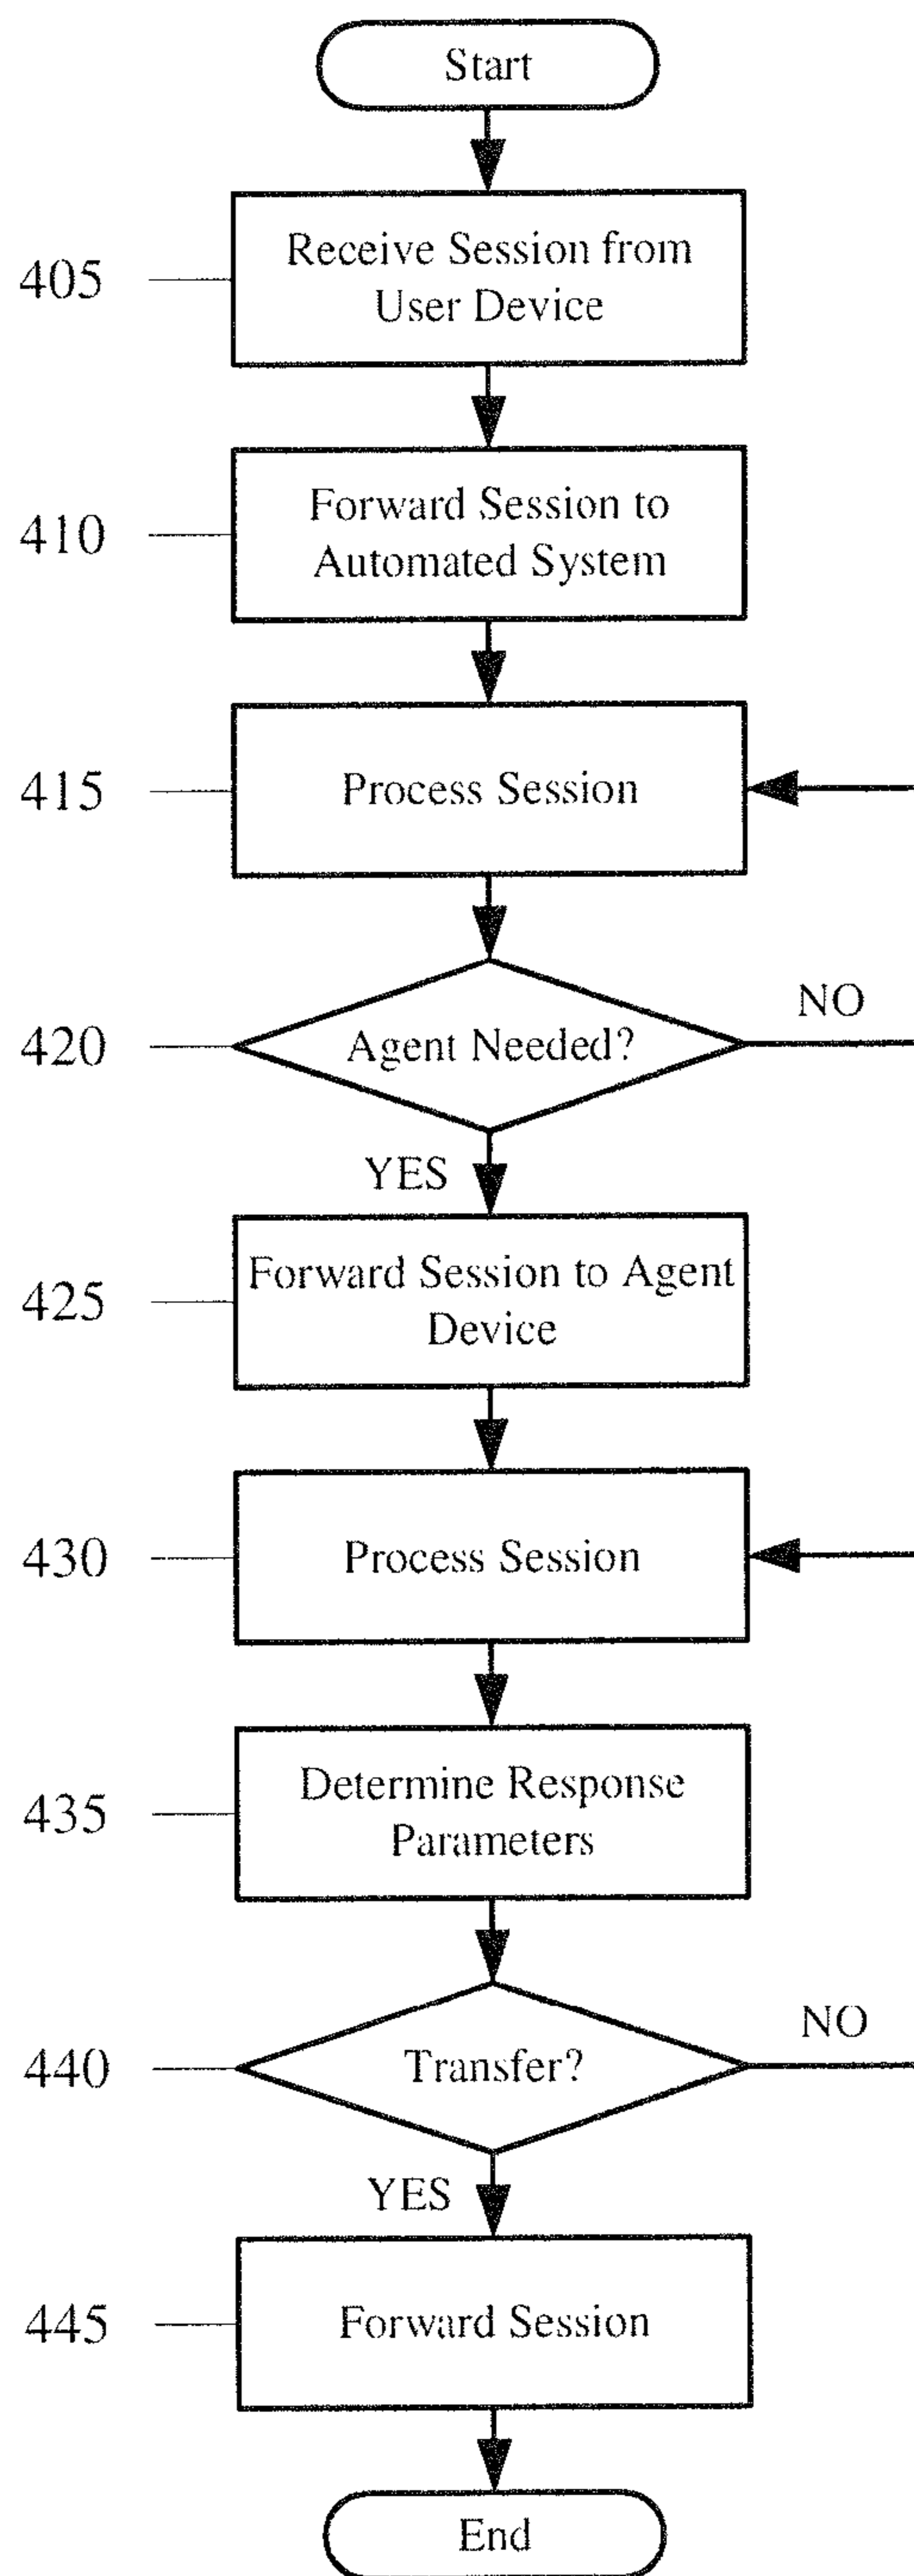 Start
405
Receive Session from
User Device
410
Forward Session to
Automated System
415
Process Session
420
Agent Needed?
NO
YES
425
Forward Session to Agent
Device
430
Process Session
435
Determine Response
Parameters
440
Transfer?
NO
YES
445
Forward Session
End